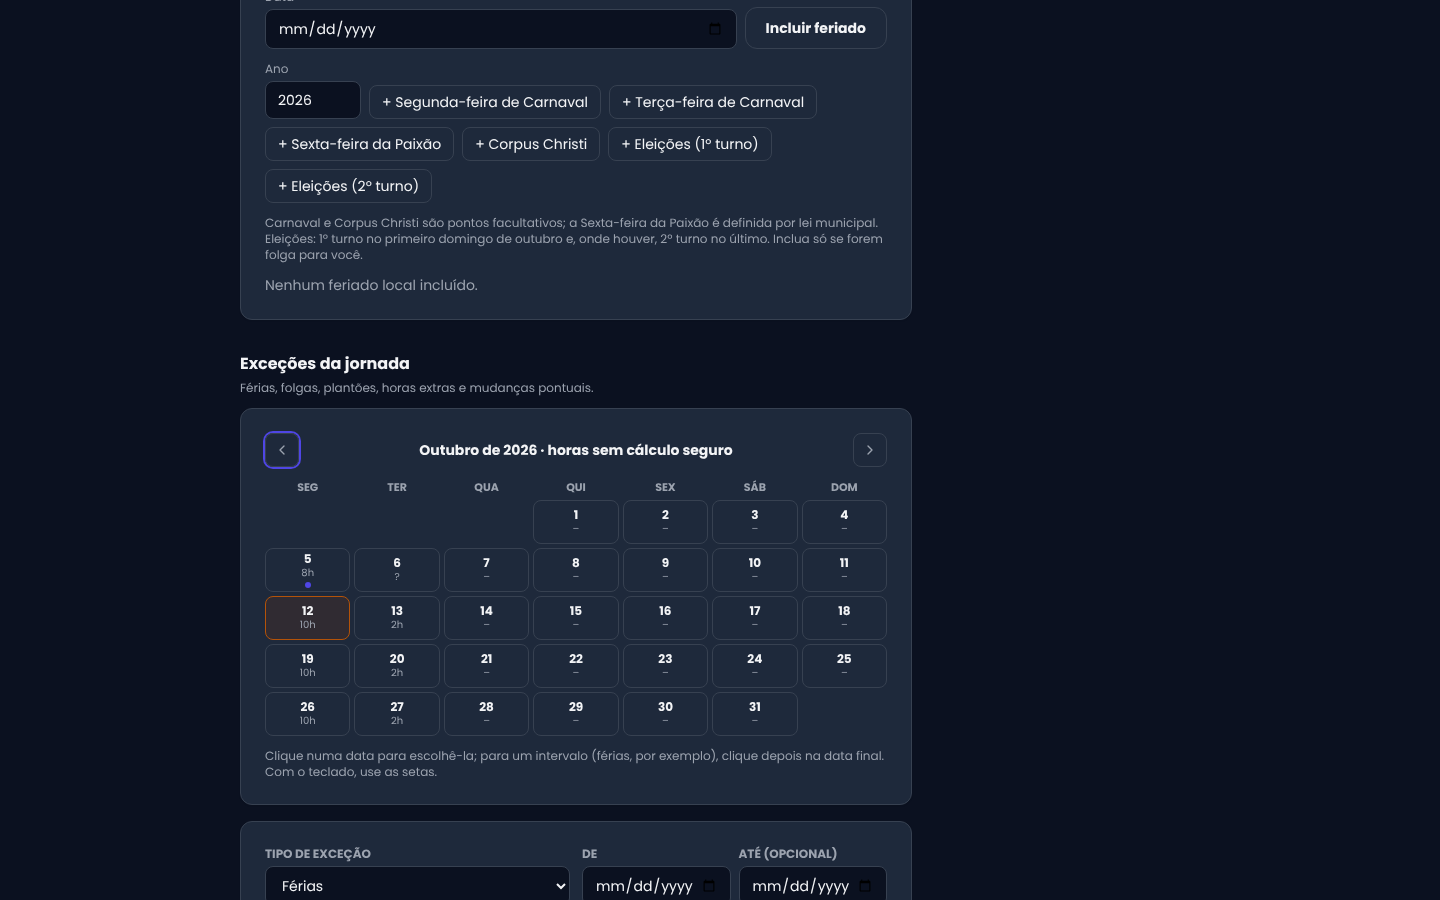 mm/dd/yyyy
Incluir feriado
Ano
2026
+ Segunda-feira de Carnaval
+ Terça-feira de Carnaval
+ Sexta-feira da Paixão
+ Corpus Christi
+ Eleições (1º turno)
+ Eleições (2º turno)
Carnaval e Corpus Christi são pontos facultativos; a Sexta-feira da Paixão é definida por lei municipal.
Eleições: 1º turno no primeiro domingo de outubro e, onde houver, 2º turno no último. Inclua só se forem
folga para você.
Nenhum feriado local incluído.
Exceções da jornada
Férias, folgas, plantões, horas extras e mudanças pontuais.
Outubro de 2026 · horas sem cálculo seguro
SEG TER QUA QUI SEX SÁB DOM
1 2 3 4
– – – –
5 6 7 8 9 10 11
8h ? – – – – –
12 13 14 15 16 17 18
10h 2h – – – – –
19 20 21 22 23 24 25
10h 2h – – – – –
26 27 28 29 30 31
10h 2h – – – –
Clique numa data para escolhê-la; para um intervalo (férias, por exemplo), clique depois na data final.
Com o teclado, use as setas.
TIPO DE EXCEÇÃO
DE
ATÉ (OPCIONAL)
Férias
mm/dd/yyyy
mm/dd/yyyy